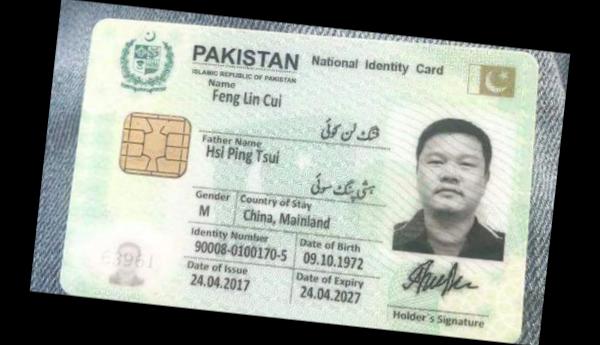 PAKISTAN National Identity Card
ISLAMIC REPUBLIC OF PAKISTAN
Name
Feng Lin Cui
فنگ لن کوئی
Father Name
Hsi Ping Tsui
ہشی پنگ سوئی
Gender Country of Stay
M China, Mainland
Identity Number Date of Birth
90008-0100170-5 09.10.1972
Date of Issue Date of Expiry
24.04.2017 24.04.2027
Holder's Signature